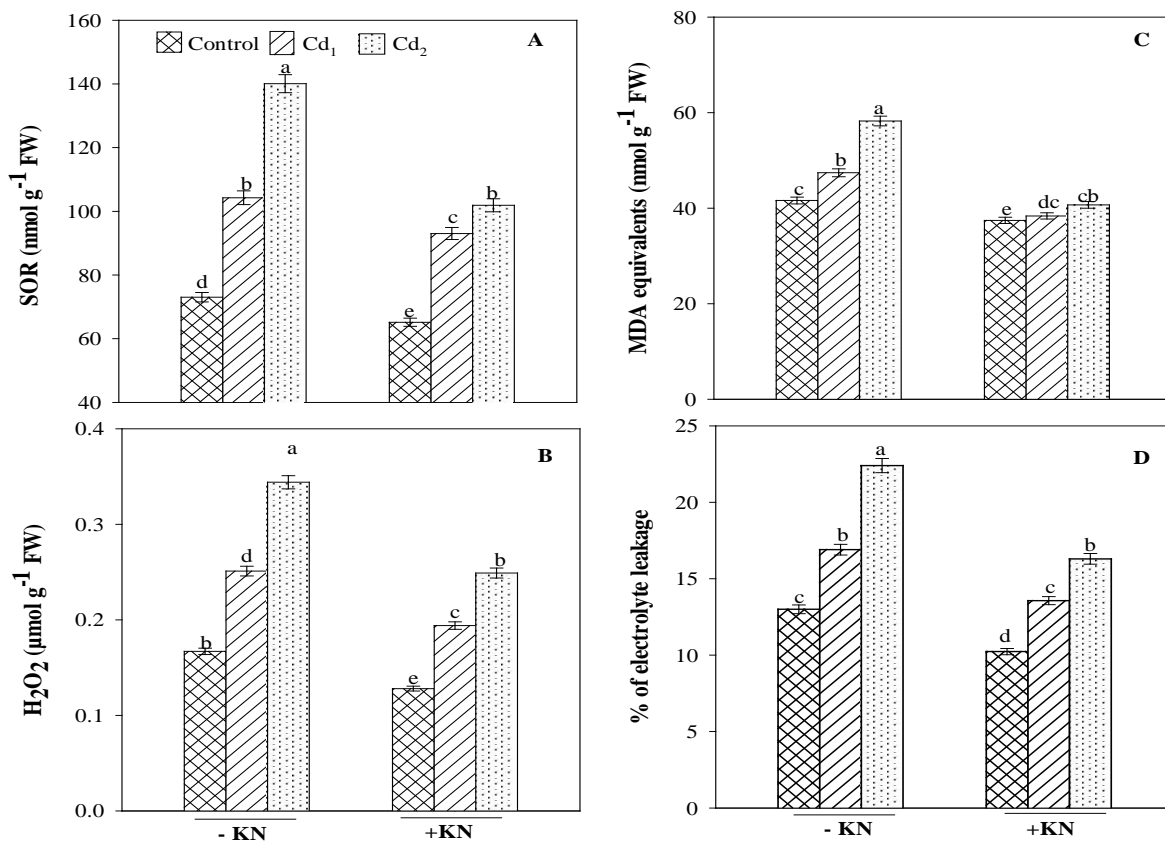 160
140
120
100
80
60
40
SOR (nmol g-1 FW)
Control Cd1 Cd2
A
d
b
a
e
c
b
80
60
40
20
0
MDA equivalents (nmol g-1 FW)
C
c
b
a
e
dc
cb
0.4
0.3
0.2
0.1
0.0
H2O2 (μmol g-1 FW)
B
b
d
a
e
c
b
- KN
+KN
25
20
15
10
5
0
% of electrolyte leakage
D
c
b
a
d
c
b
- KN
+KN